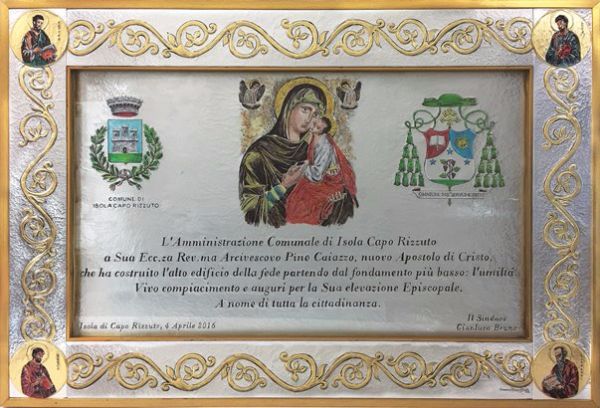 COMUNE DI
ISOLA CAPO RIZZUTO
L'Amministrazione Comunale di Isola Capo Rizzuto
a Sua Ecc.za Rev.ma Arcivescovo Pino Caiazzo, nuovo Apostolo di Cristo,
che ha costruito l'alto edificio della fede partendo dal fondamento più basso: l'umiltà.
Vivo compiacimento e auguri per la Sua elevazione Episcopale.
A nome di tutta la cittadinanza.
Isola di Capo Rizzuto, 4 Aprile 2016
Il Sindaco
Gianluca Bruno